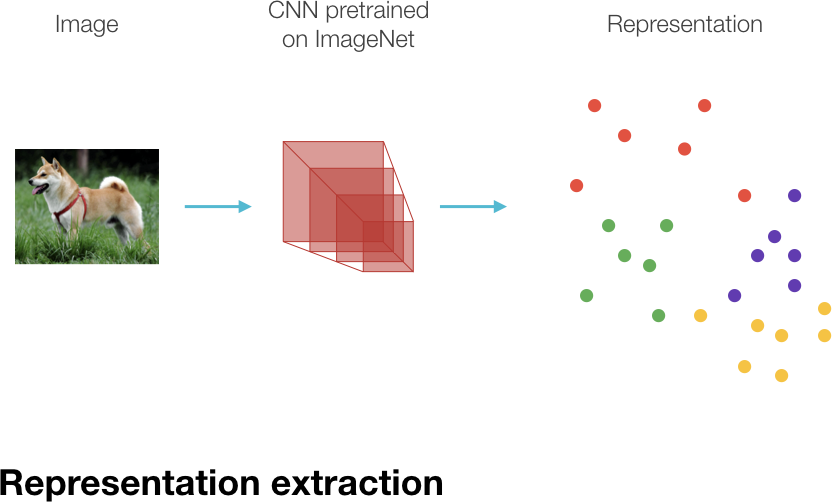 Image
CNN pretrained
on ImageNet
Representation
Representation extraction